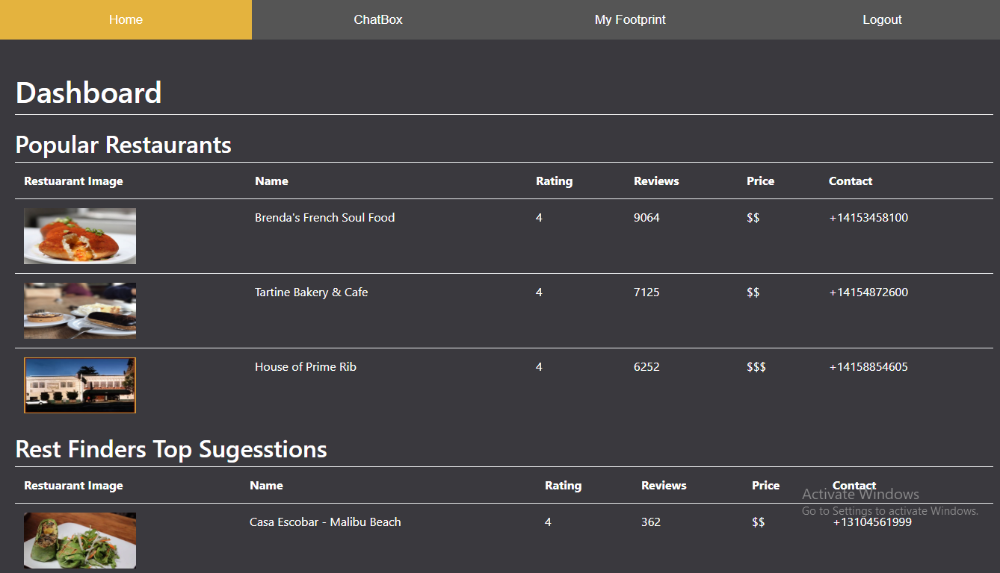 Home ChatBox My Footprint Logout
Dashboard
Popular Restaurants
Restuarant Image Name Rating Reviews Price Contact
Brenda's French Soul Food 4 9064 $$ +14153458100
Tartine Bakery & Cafe 4 7125 $$ +14154872600
House of Prime Rib 4 6252 $$$ +14158854605
Rest Finders Top Sugesstions
Restuarant Image Name Rating Reviews Price Contact
Activate Windows
Go to Settings to activate Windows.
Casa Escobar - Malibu Beach 4 362 $$ +13104561999